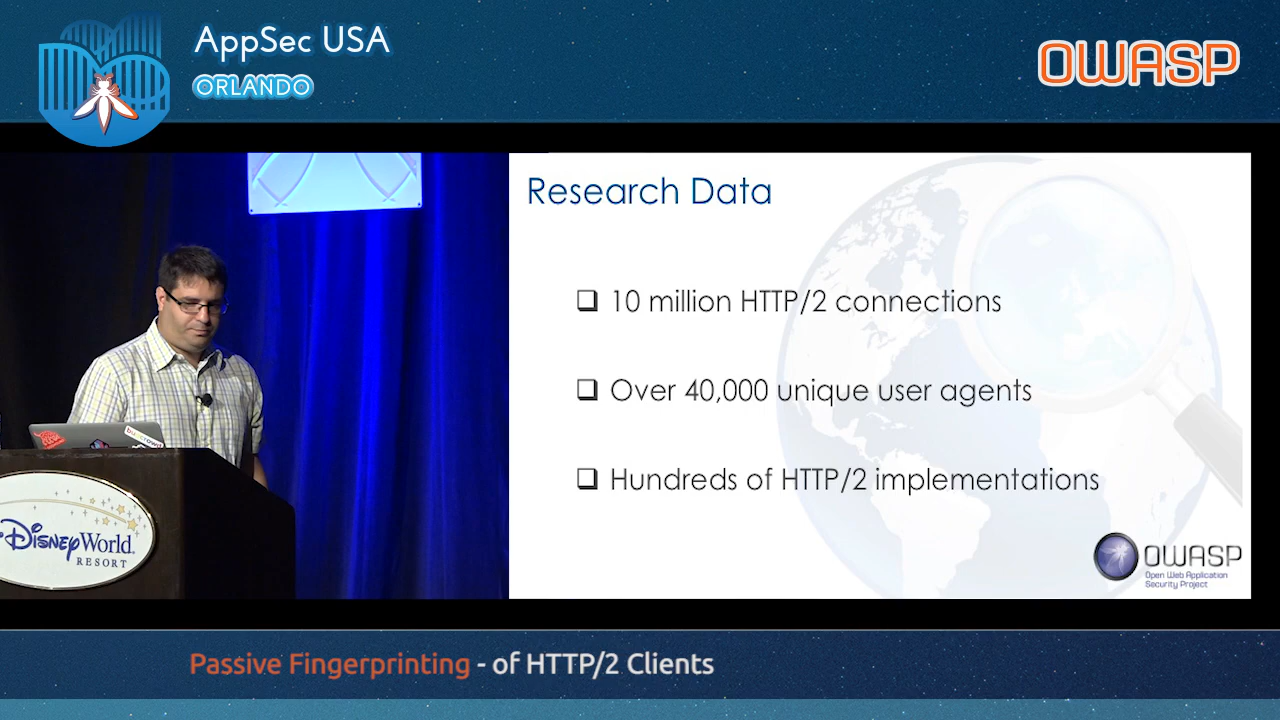 AppSec USA
ORLANDO
OWASP
Research Data
10 million HTTP/2 connections
Over 40,000 unique user agents
Hundreds of HTTP/2 implementations
OWASP
Open Web Application
Security Project
Disney World
RESORT
Passive Fingerprinting - of HTTP/2 Clients